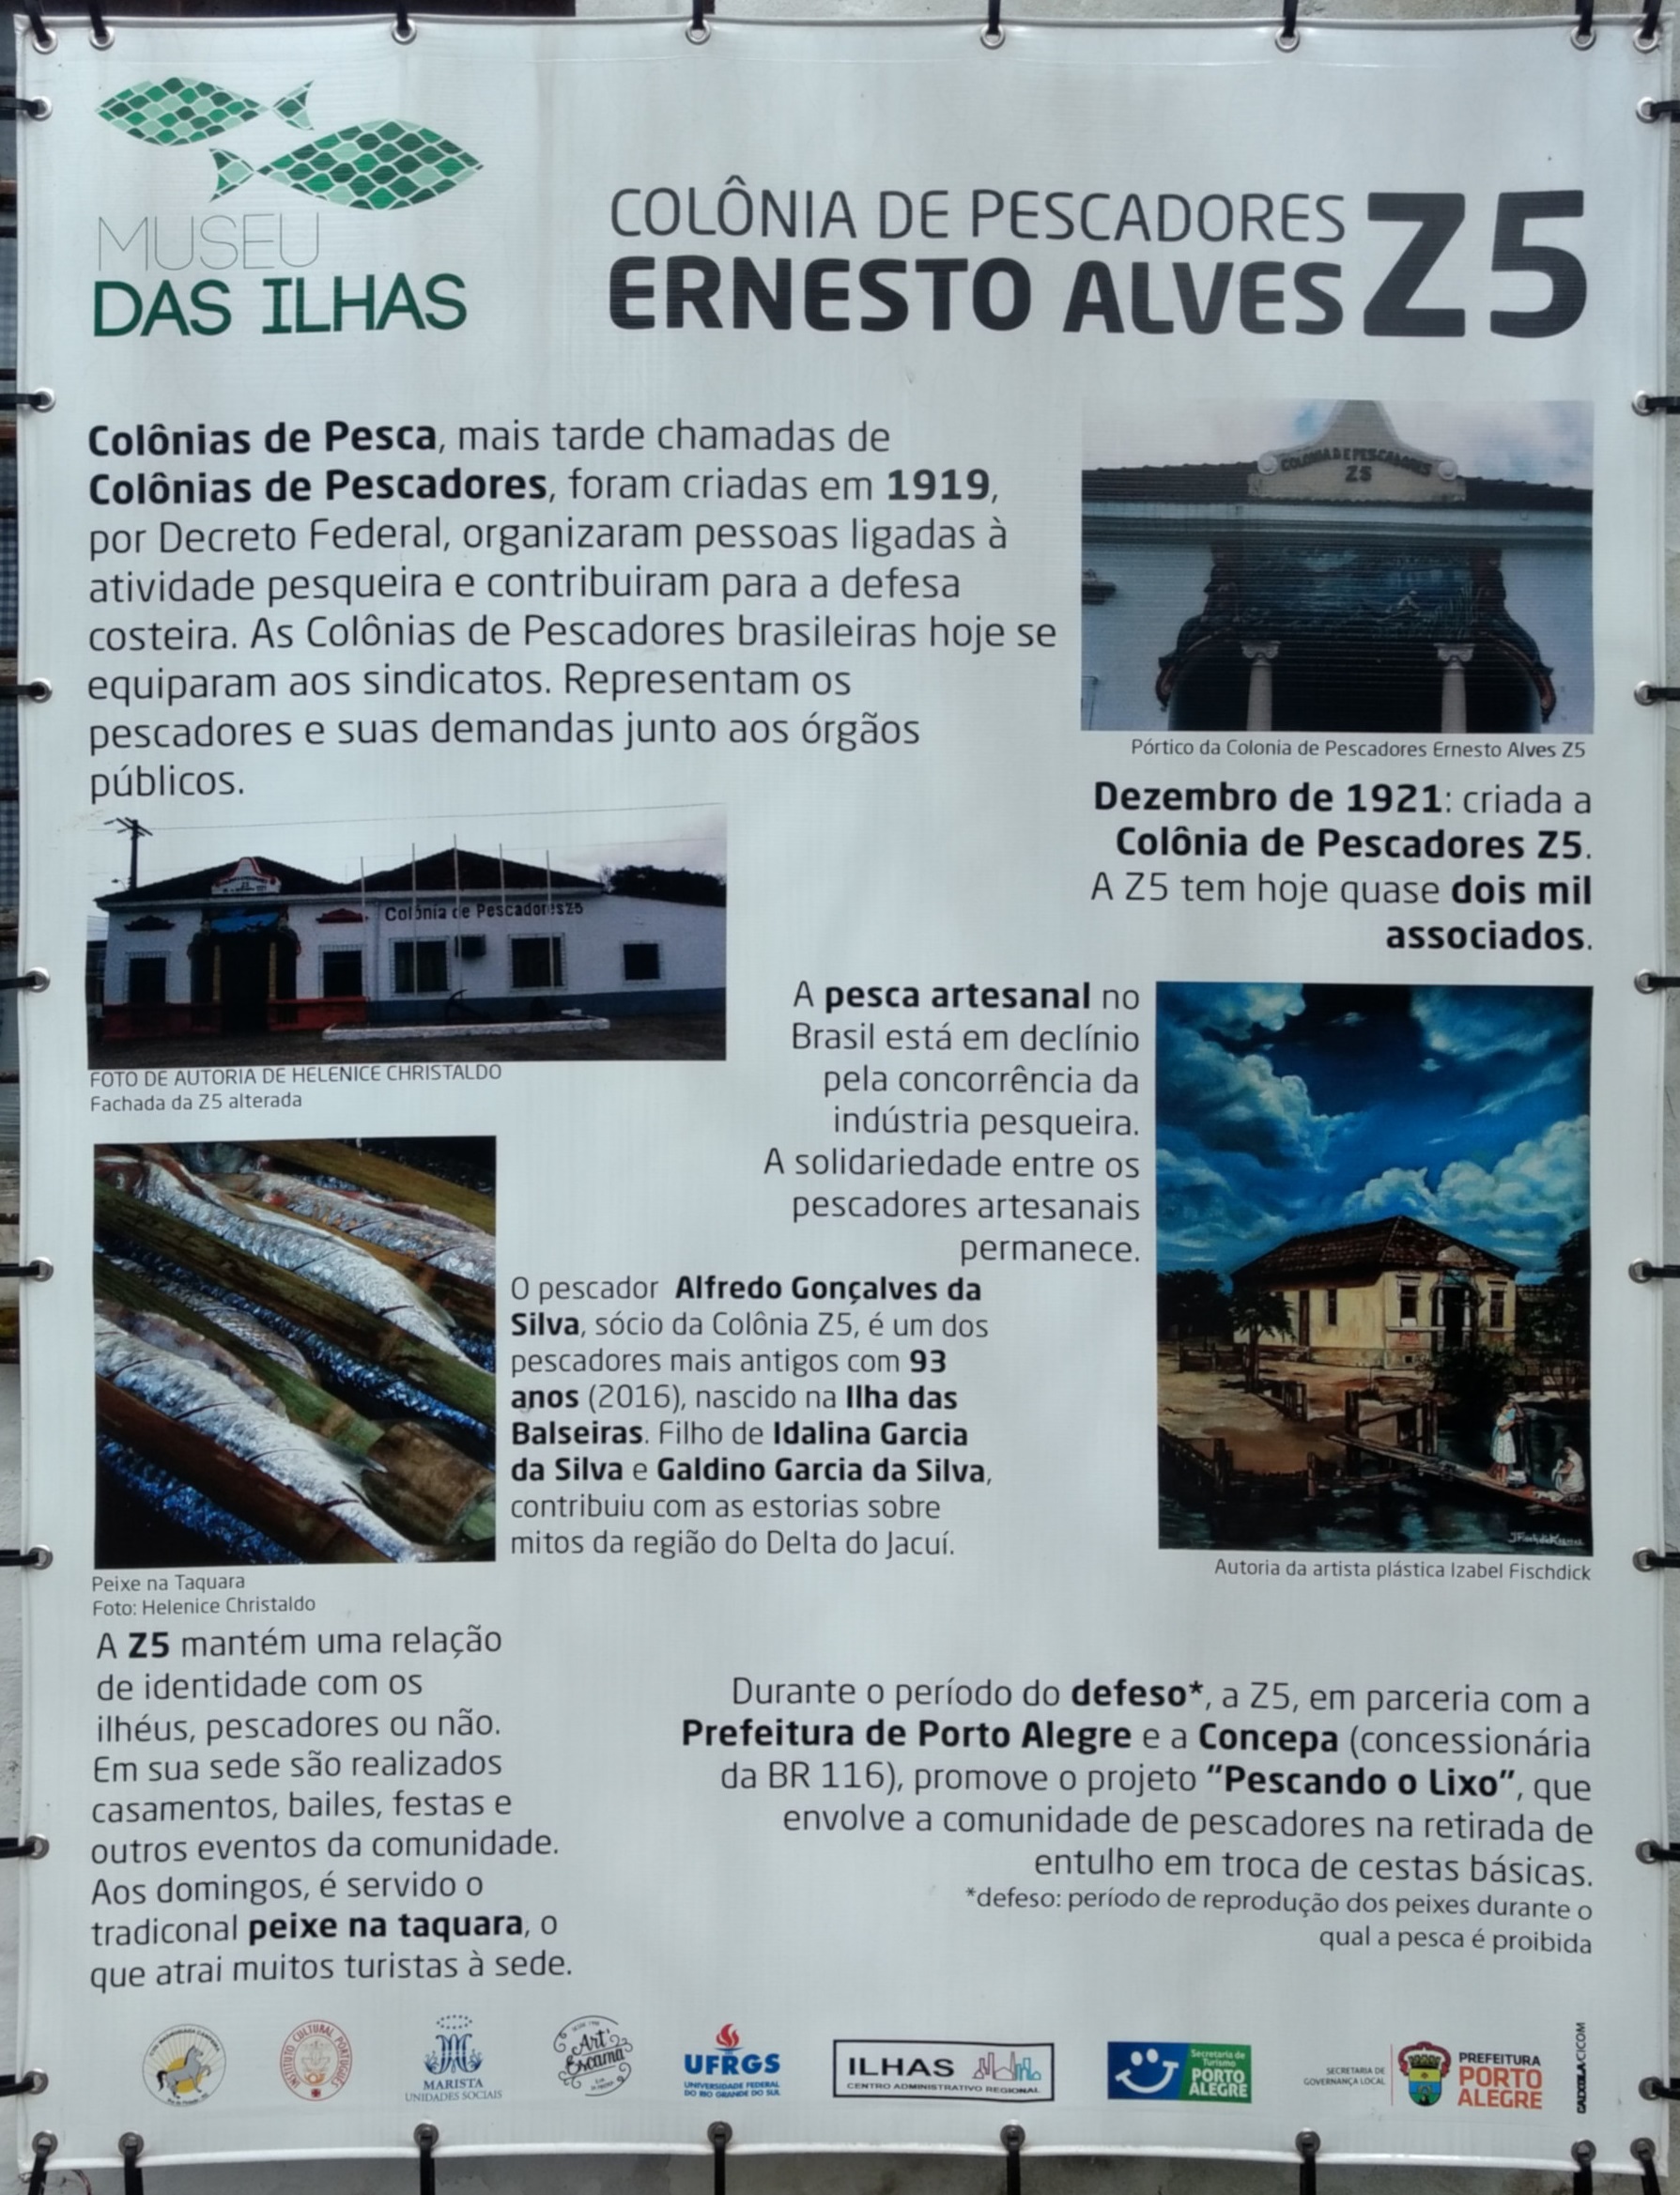 MUSEU
DAS ILHAS
COLÔNIA DE PESCADORES
ERNESTO ALVES Z5
Colônias de Pesca, mais tarde chamadas de
Colônias de Pescadores, foram criadas em 1919,
por Decreto Federal, organizaram pessoas ligadas à
atividade pesqueira e contribuiram para a defesa
costeira. As Colônias de Pescadores brasileiras hoje se
equiparam aos sindicatos. Representam os
pescadores e suas demandas junto aos órgãos
públicos.
COLONIA DE PESCADORES
Z5
Pórtico da Colonia de Pescadores Ernesto Alves Z5
Dezembro de 1921: criada a
Colônia de Pescadores Z5.
A Z5 tem hoje quase dois mil
associados.
Colônia de Pescadores Z5
FOTO DE AUTORIA DE HELENICE CHRISTALDO
Fachada da Z5 alterada
A pesca artesanal no
Brasil está em declínio
pela concorrência da
indústria pesqueira.
A solidariedade entre os
pescadores artesanais
permanece.
O pescador Alfredo Gonçalves da
Silva, sócio da Colônia Z5, é um dos
pescadores mais antigos com 93
anos (2016), nascido na Ilha das
Balseiras. Filho de Idalina Garcia
da Silva e Galdino Garcia da Silva,
contribuiu com as estorias sobre
mitos da região do Delta do Jacuí.
Autoria da artista plástica Izabel Fischdick
Peixe na Taquara
Foto: Helenice Christaldo
A Z5 mantém uma relação
de identidade com os
ilhéus, pescadores ou não.
Em sua sede são realizados
casamentos, bailes, festas e
outros eventos da comunidade.
Aos domingos, é servido o
tradiconal peixe na taquara, o
que atrai muitos turistas à sede.
Durante o período do defeso*, a Z5, em parceria com a
Prefeitura de Porto Alegre e a Concepa (concessionária
da BR 116), promove o projeto “Pescando o Lixo”, que
envolve a comunidade de pescadores na retirada de
entulho em troca de cestas básicas.
*defeso: período de reprodução dos peixes durante o
qual a pesca é proibida
INSTITUTO CULTURAL PORTUGUÊS
MARISTA
UNIDADES SOCIAIS
Art'
Escama
UFRGS
UNIVERSIDADE FEDERAL
DO RIO GRANDE DO SUL
ILHAS
CENTRO ADMINISTRATIVO REGIONAL
Secretaria de
Turismo
PORTO
ALEGRE
SECRETARIA DE
GOVERNANÇA LOCAL
PREFEITURA
PORTO
ALEGRE